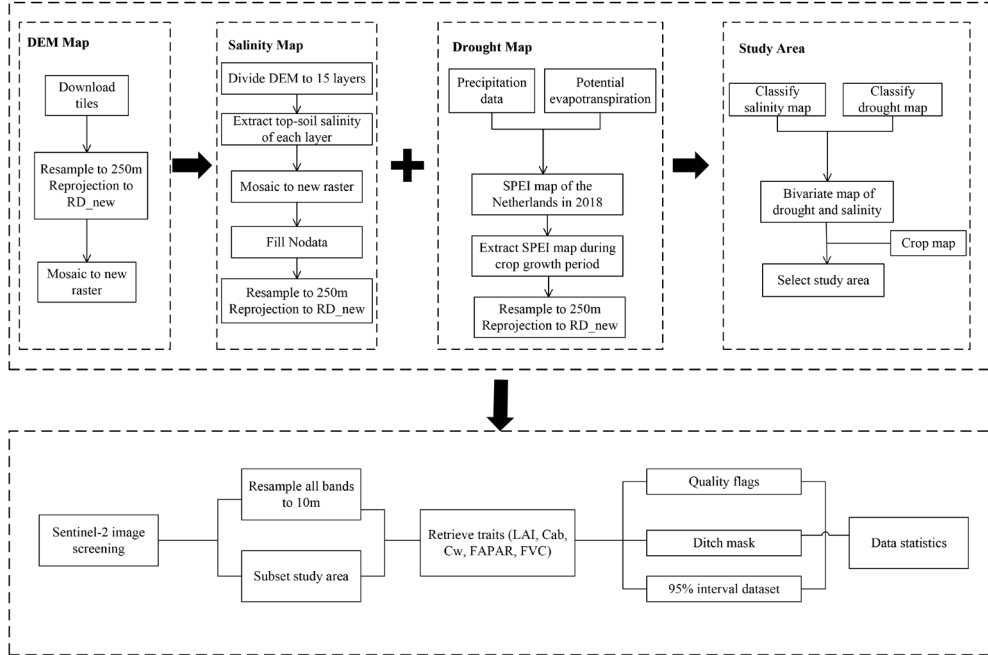 DEM Map
Download
tiles
Resample to 250m
Reprojection to
RD_new
Mosaic to new
raster
Salinity Map
Divide DEM to 15 layers
Extract top-soil salinity
of each layer
Mosaic to new raster
Fill Nodata
Resample to 250m
Reprojection to RD_new
Drought Map
Precipitation
data
Potential
evapotranspiration
SPEI map of the
Netherlands in 2018
Extract SPEI map during
crop growth period
Resample to 250m
Reprojection to RD_new
Study Area
Classify
salinity map
Classify
drought map
Bivariate map of
drought and salinity
Crop map
Select study area
Sentinel-2 image
screening
Resample all bands
to 10m
Subset study area
Retrieve traits (LAI, Cab,
Cw, FAPAR, FVC)
Quality flags
Ditch mask
95% interval dataset
Data statistics